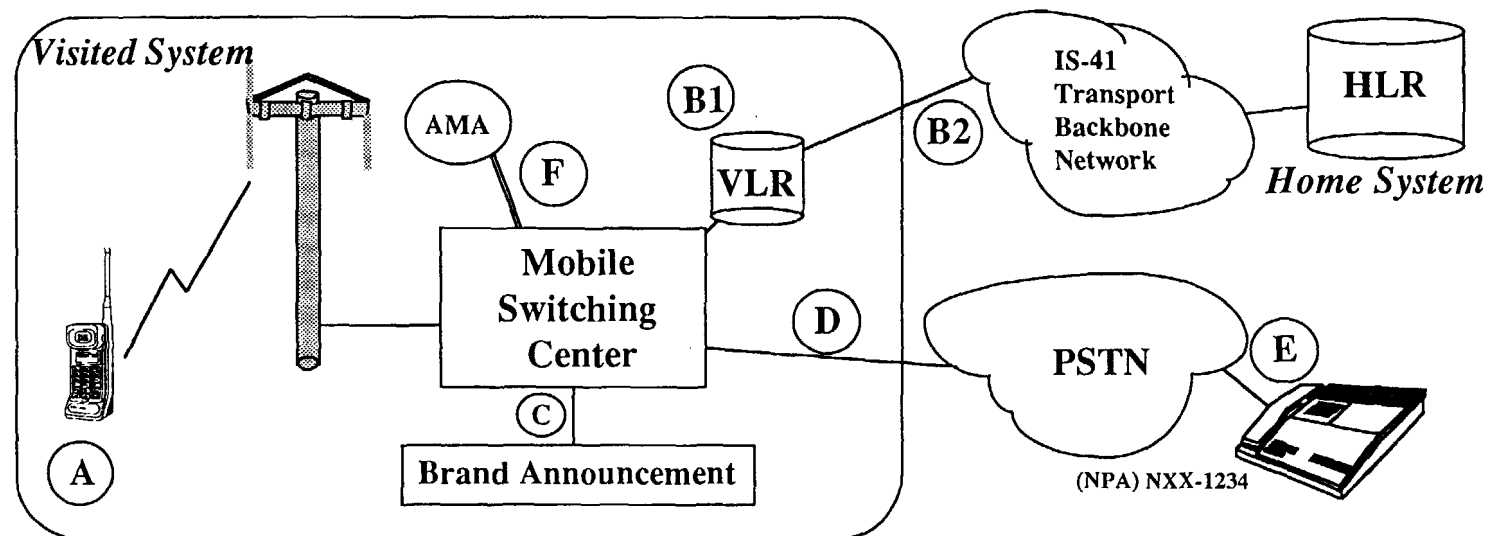 Visited System
AMA
F
B1
VLR
B2
IS-41
Transport
Backbone
Network
HLR
Home System
Mobile
Switching
Center
D
PSTN
E
(NPA) NXX-1234
C
Brand Announcement
A